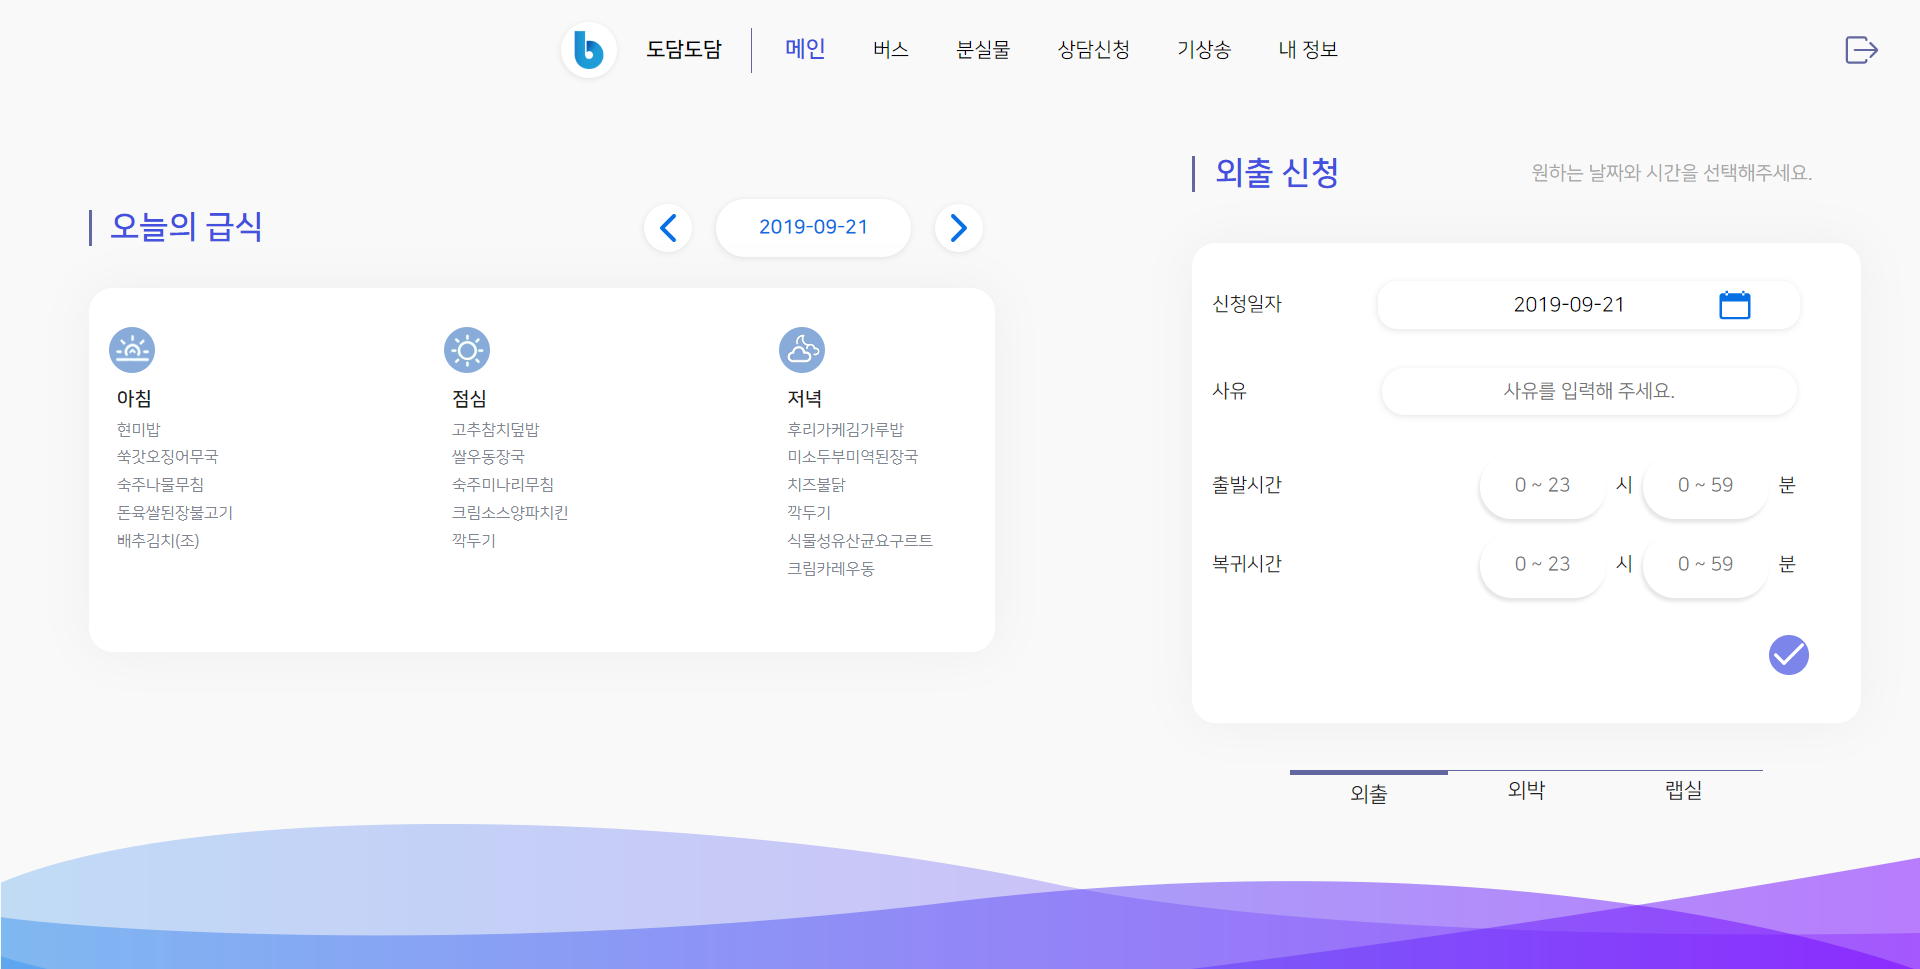 도담도담
메인
버스
분실물
상담신청
기상송
내 정보
오늘의 급식
2019-09-21
아침
현미밥
쑥갓오징어무국
숙주나물무침
돈육쌀된장불고기
배추김치(조)
점심
고추참치덮밥
쌀우동장국
숙주미나리무침
크림소스양파치킨
깍두기
저녁
후리가케김가루밥
미소두부미역된장국
치즈불닭
깍두기
식물성유산균요구르트
크림카레우동
외출 신청
원하는 날짜와 시간을 선택해주세요.
신청일자 2019-09-21
사유 사유를 입력해 주세요.
출발시간 0 ~ 23 시 0 ~ 59 분
복귀시간 0 ~ 23 시 0 ~ 59 분
외출
외박
랩실